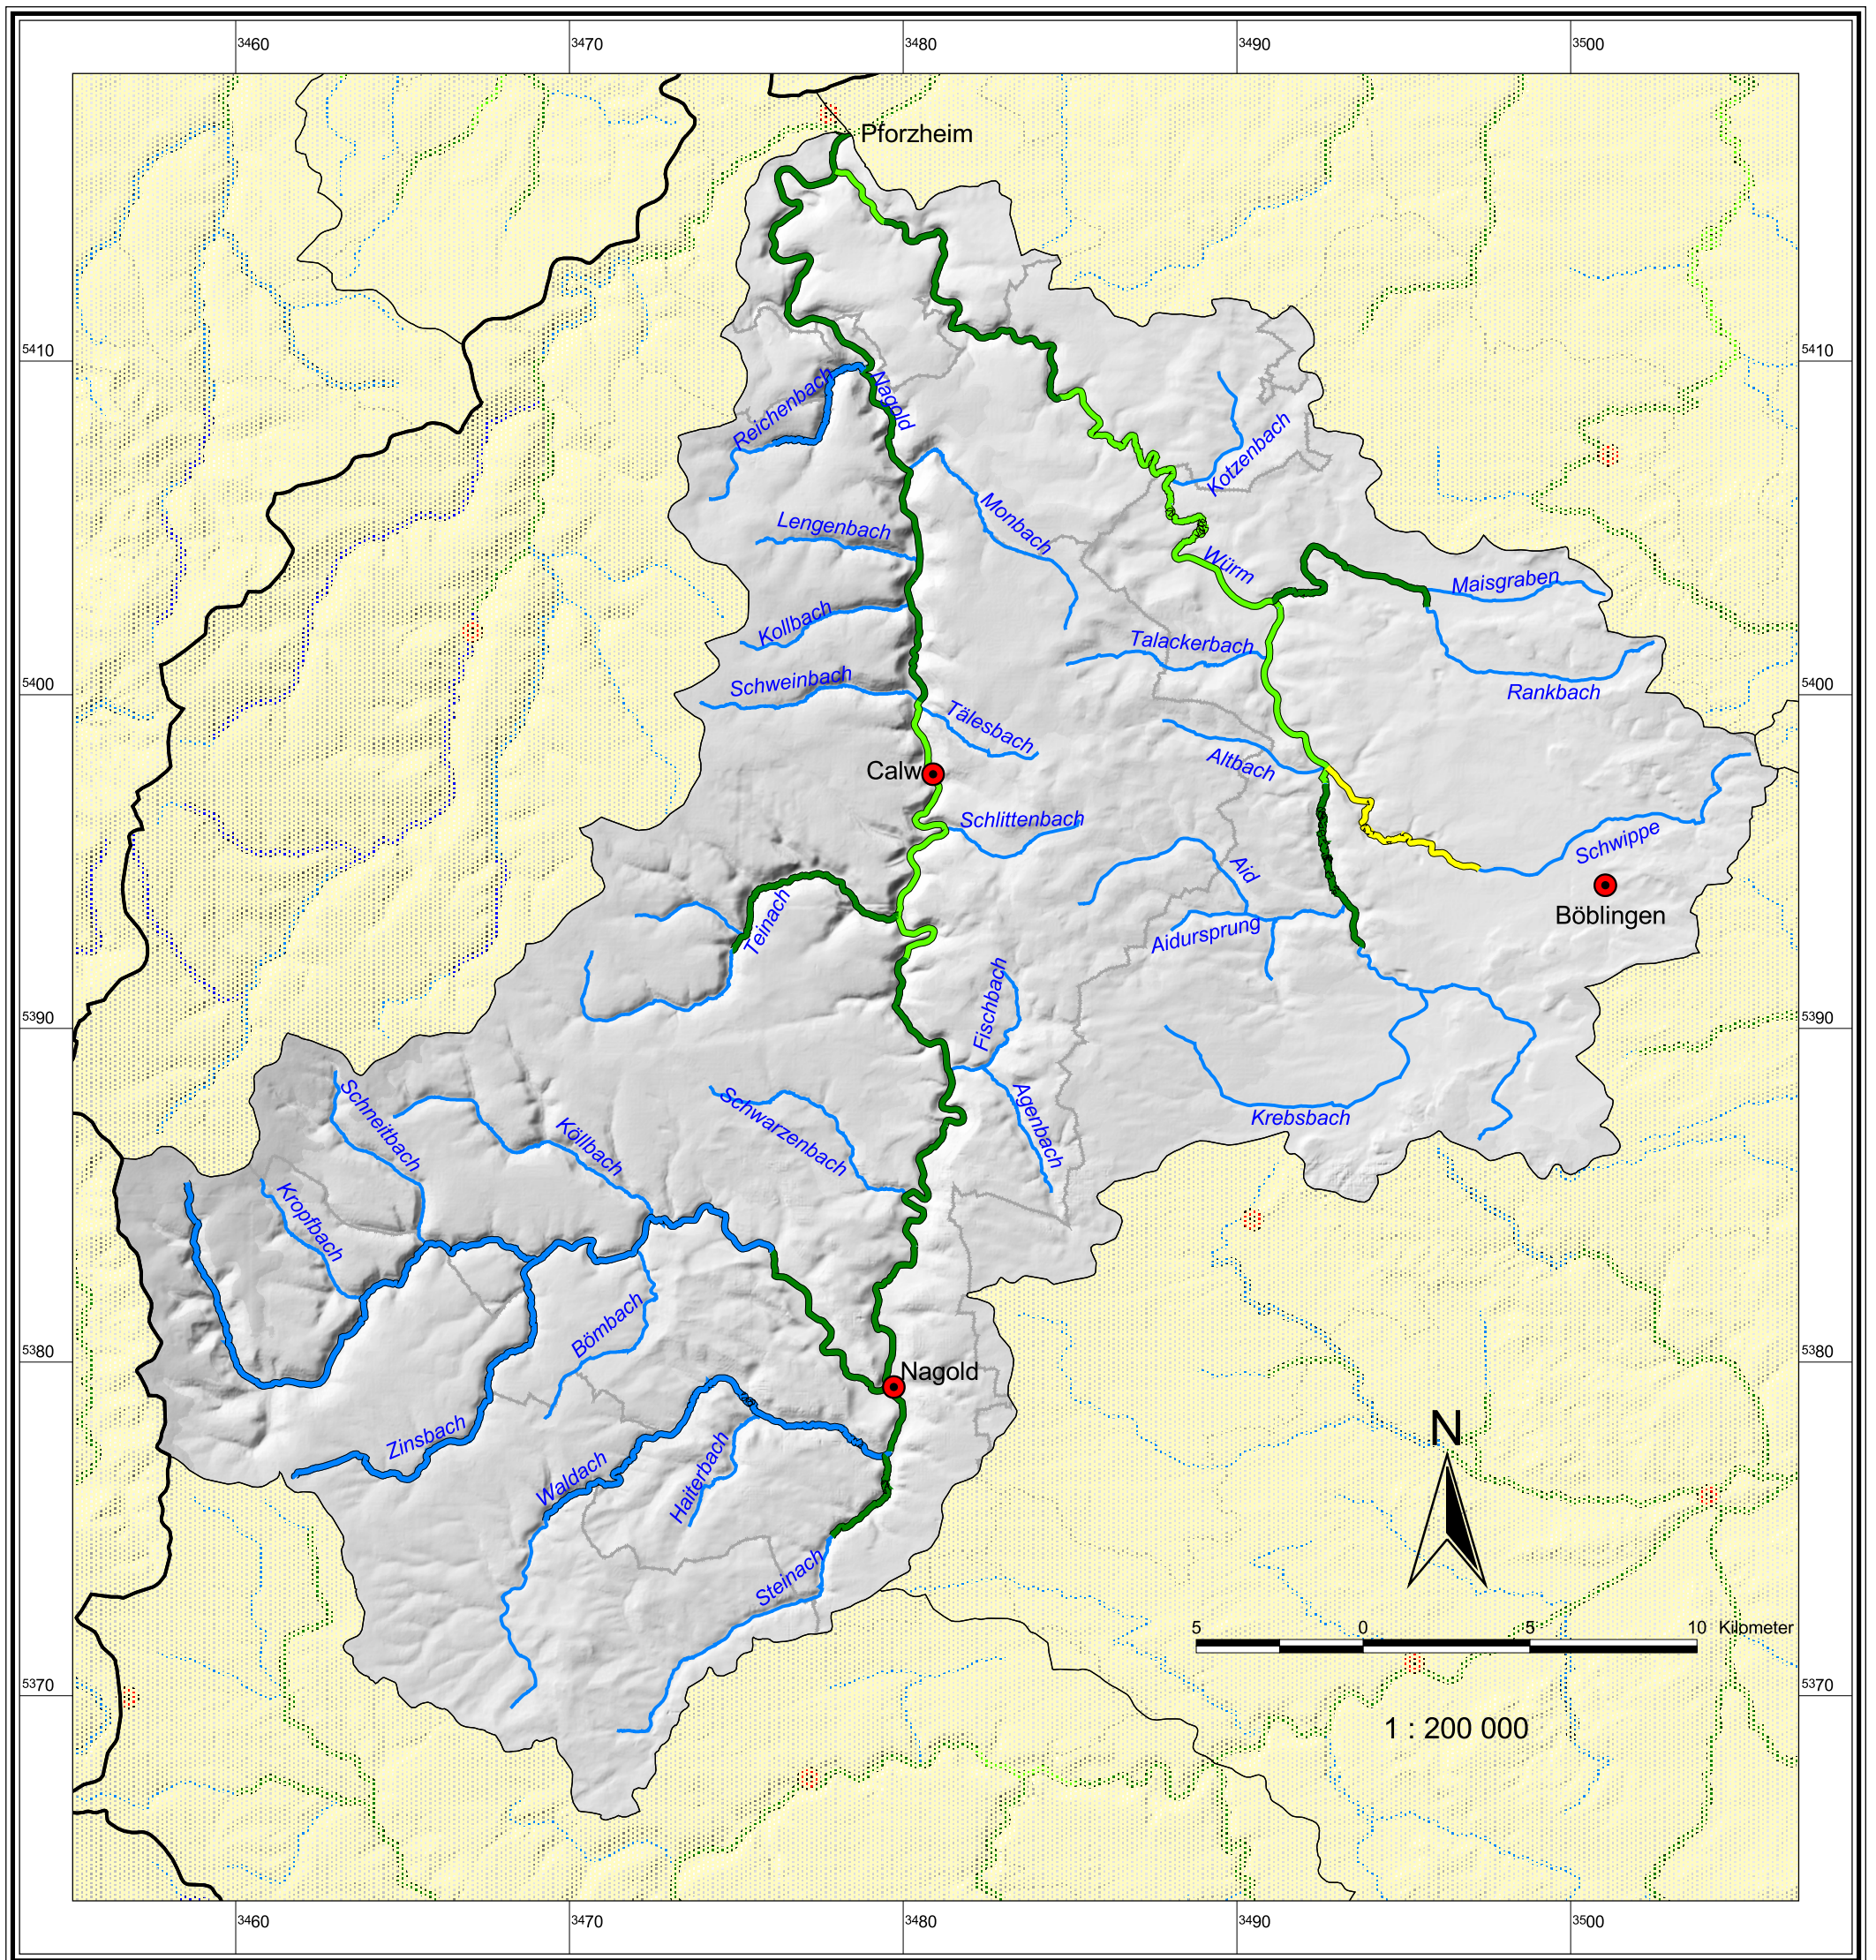 3460
3470
3480
3490
3500
Pforzheim
5410
5410
Reichenbach
Nagold
Kotzenbach
Monbach
Lengenbach
Würm
Maisgraben
Kollbach
Talackerbach
Schweinbach
5400
5400
Rankbach
Tälesbach
Altbach
Calw
Schlittenbach
Schwippe
Aid
Böblingen
Teinach
Aidursprung
Fischbach
5390
5390
Schneitbach
Schwarzenbach
Agenbach
Krebsbach
Köllbach
Kropfbach
Bömbach
5380
5380
Nagold
Zinsbach
N
Waldach
Haiterbach
Steinach
5 0 5 10 Kilometer
5370
5370
1 : 200 000
3460
3470
3480
3490
3500